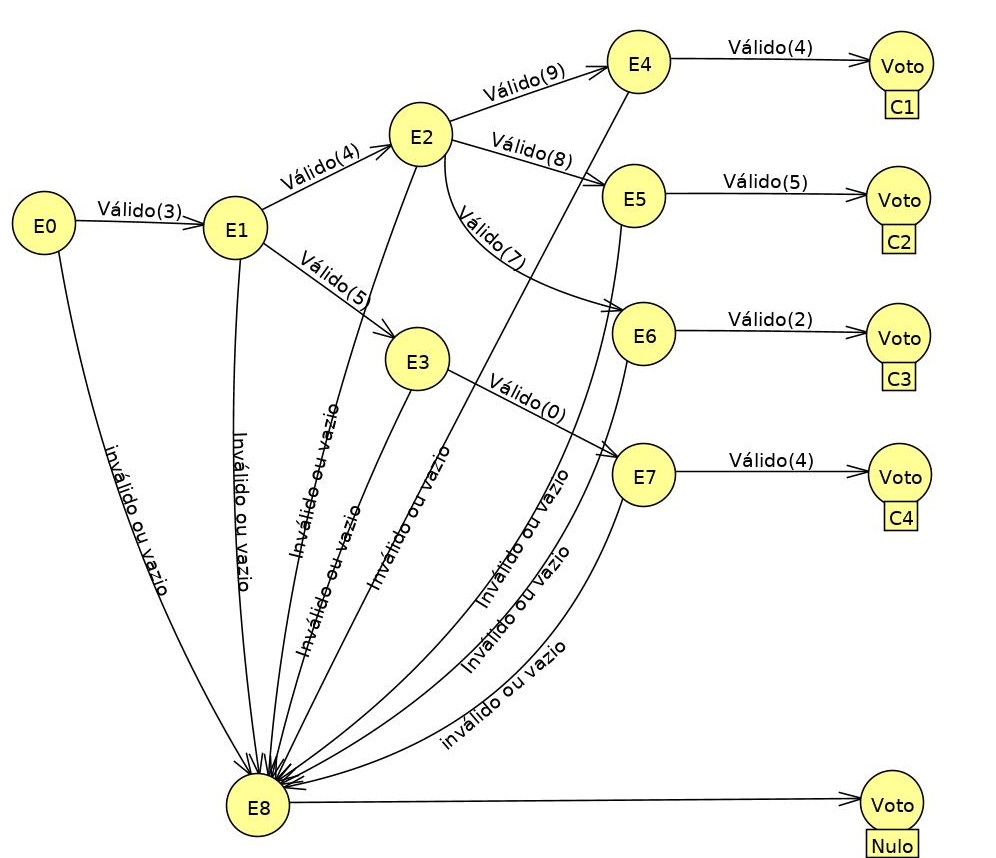 E0
Válido(3)
E1
Válido(4)
E2
Válido(9)
E4
Válido(4)
Voto
C1
Válido(8)
E5
Válido(5)
Voto
C2
Válido(7)
E6
Válido(2)
Voto
C3
Válido(5)
E3
Válido(0)
E7
Válido(4)
Voto
C4
inválido ou vazio
Inválido ou vazio
Inválido ou vazio
Inválido ou vazio
Inválido ou vazio
Inválido ou vazio
Inválido ou vazio
inválido ou vazio
E8
Voto
Nulo